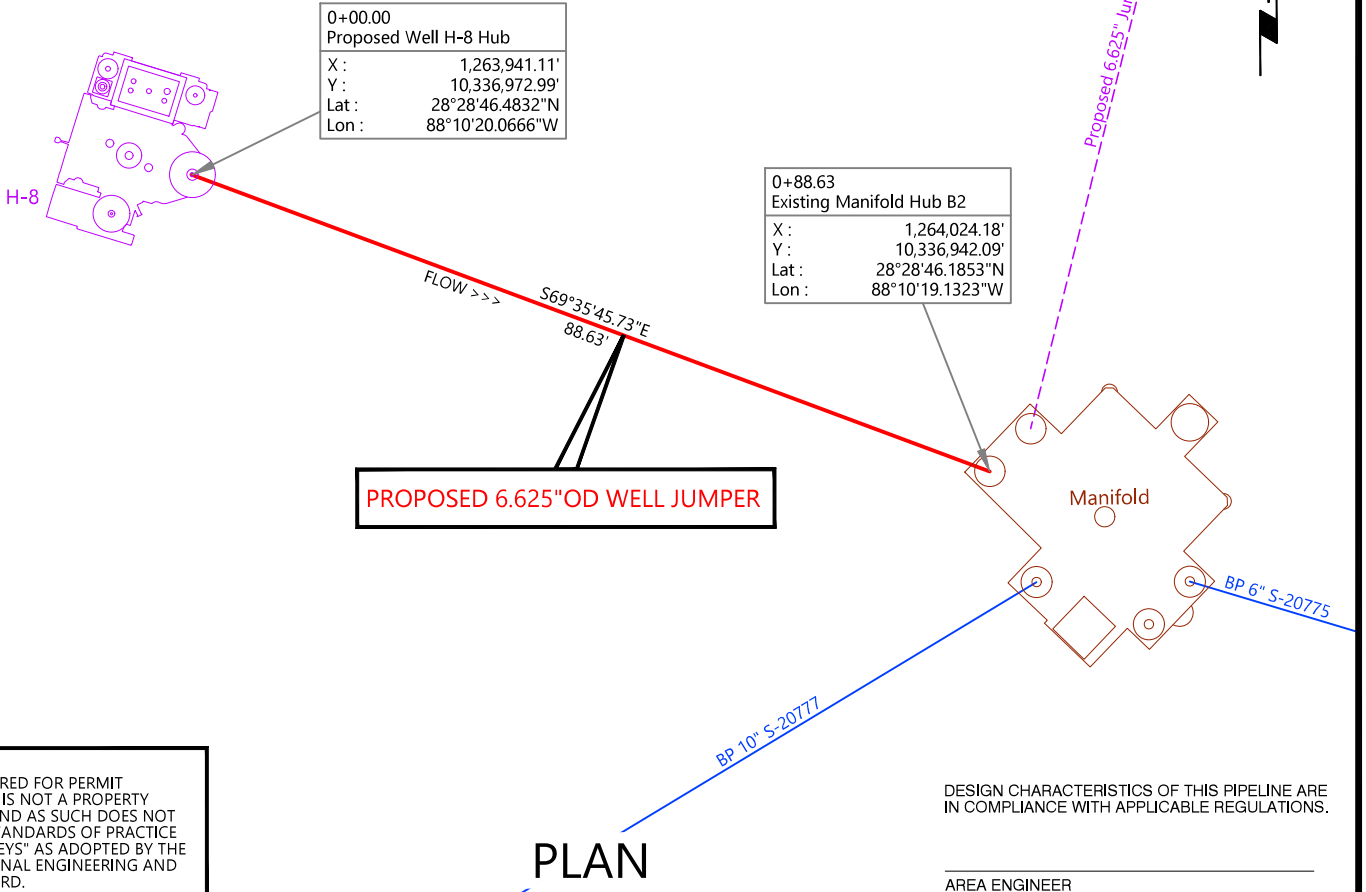 0+00.00
Proposed Well H-8 Hub
X : 1,263,941.11'
Y : 10,336,972.99'
Lat : 28°28'46.4832"N
Lon : 88°10'20.0666"W
Proposed 6.625" Jum
H-8
0+88.63
Existing Manifold Hub B2
X : 1,264,024.18'
Y : 10,336,942.09'
Lat : 28°28'46.1853"N
Lon : 88°10'19.1323"W
FLOW >>>
S69°35'45.73"E
88.63'
PROPOSED 6.625"OD WELL JUMPER
Manifold
BP 6" S-20775
BP 10" S-20777
RED FOR PERMIT
IS NOT A PROPERTY
ND AS SUCH DOES NOT
TANDARDS OF PRACTICE
EYS" AS ADOPTED BY THE
NAL ENGINEERING AND
RD.
PLAN
DESIGN CHARACTERISTICS OF THIS PIPELINE ARE
IN COMPLIANCE WITH APPLICABLE REGULATIONS.
AREA ENGINEER